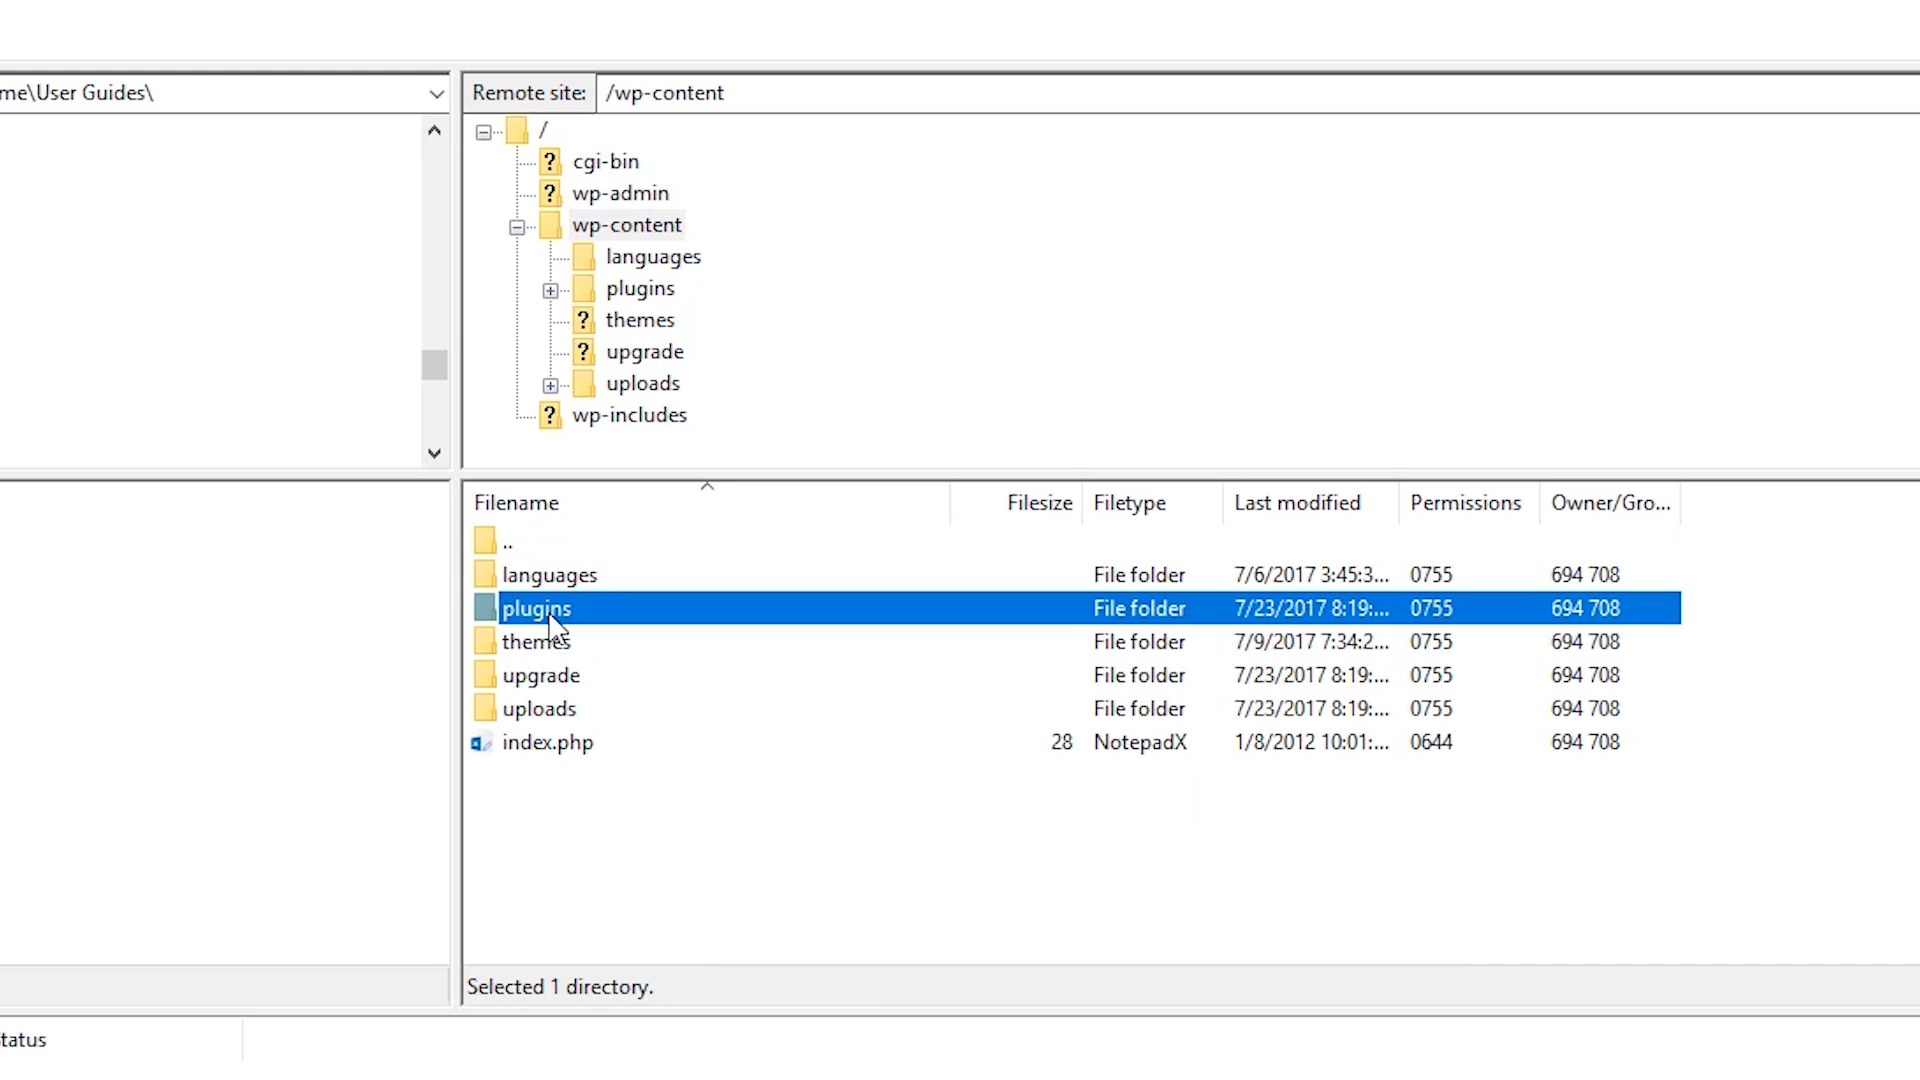 me\User Guides\
Remote site: /wp-content
/
? cgi-bin
? wp-admin
wp-content
languages
plugins
? themes
? upgrade
uploads
? wp-includes
Filename Filesize Filetype Last modified Permissions Owner/Gro...
..
languages File folder 7/6/2017 3:45:3... 0755 694 708
plugins File folder 7/23/2017 8:19:... 0755 694 708
themes File folder 7/9/2017 7:34:2... 0755 694 708
upgrade File folder 7/23/2017 8:19:... 0755 694 708
uploads File folder 7/23/2017 8:19:... 0755 694 708
index.php 28 NotepadX 1/8/2012 10:01:... 0644 694 708
Selected 1 directory.
tatus